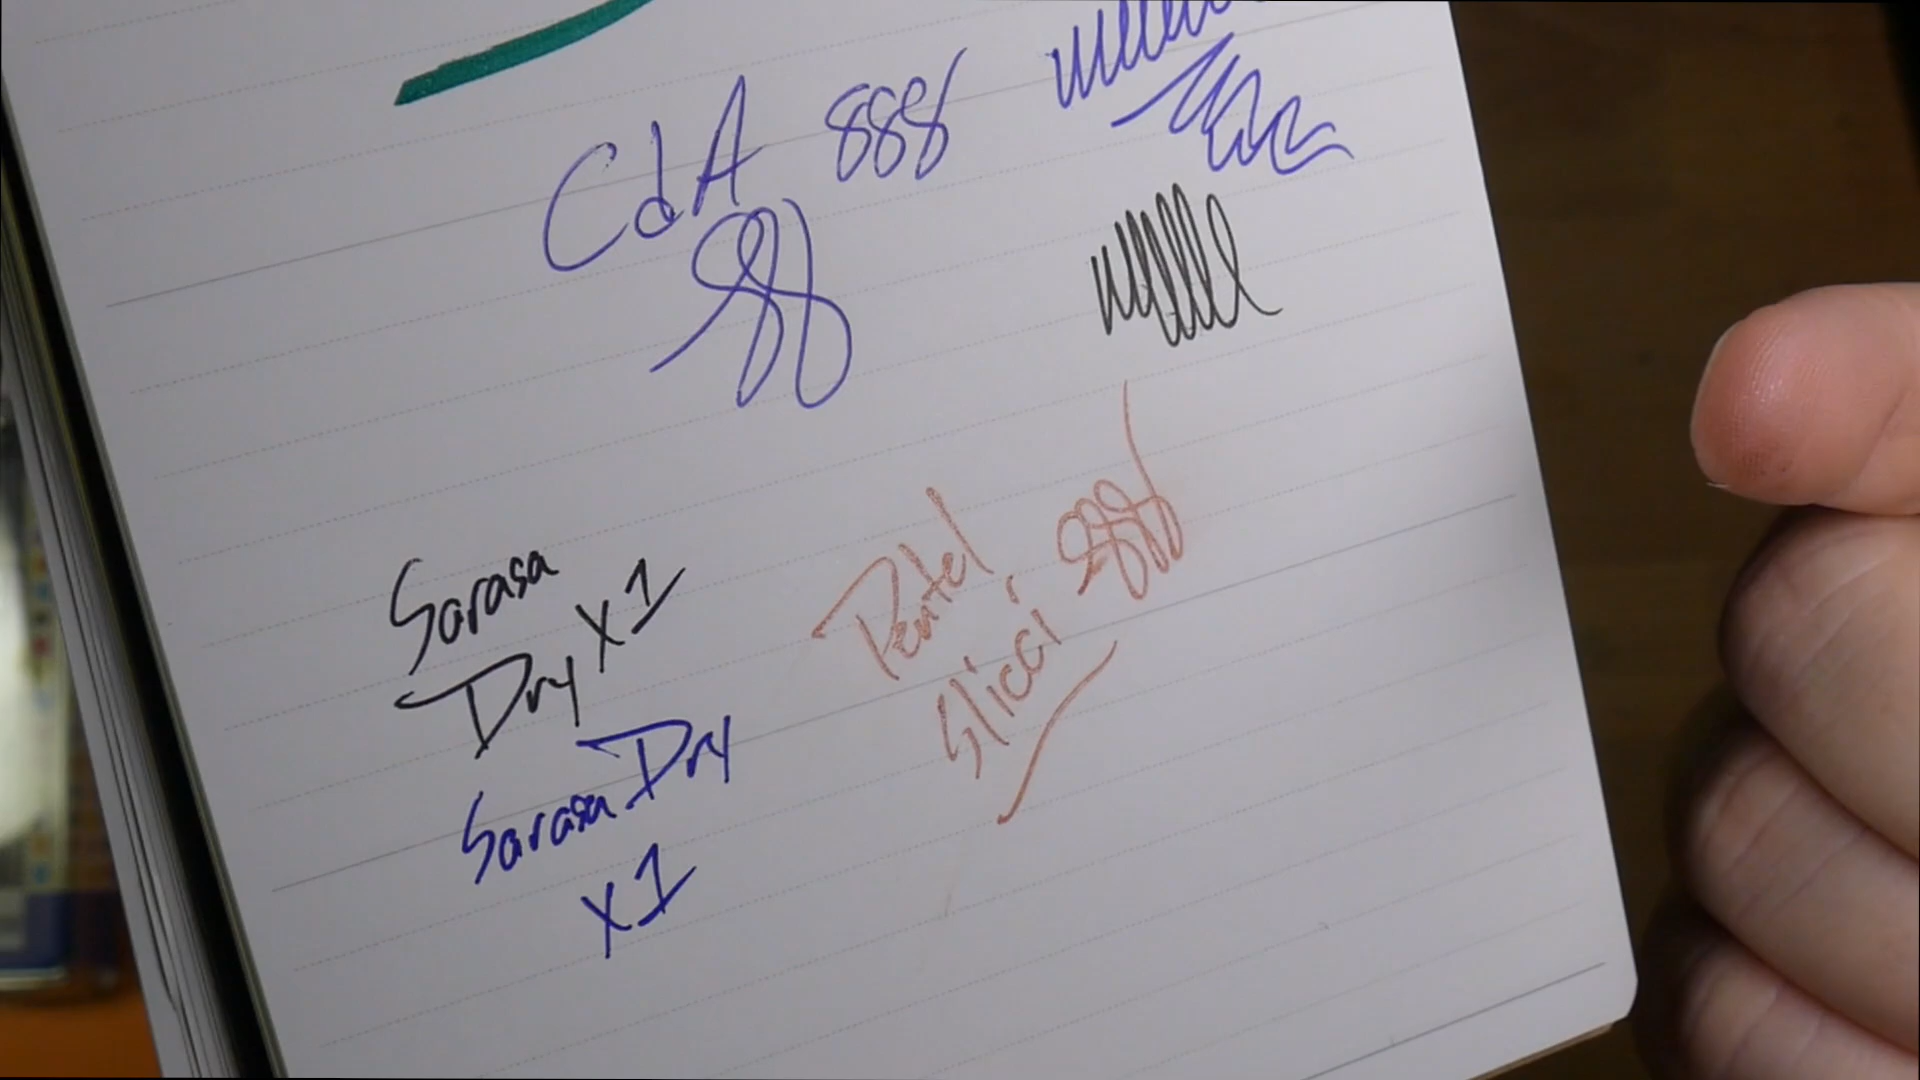 CdA 888
Sarasa
Dry x1
Sarasa Dry
x1
Pentel
Slicci